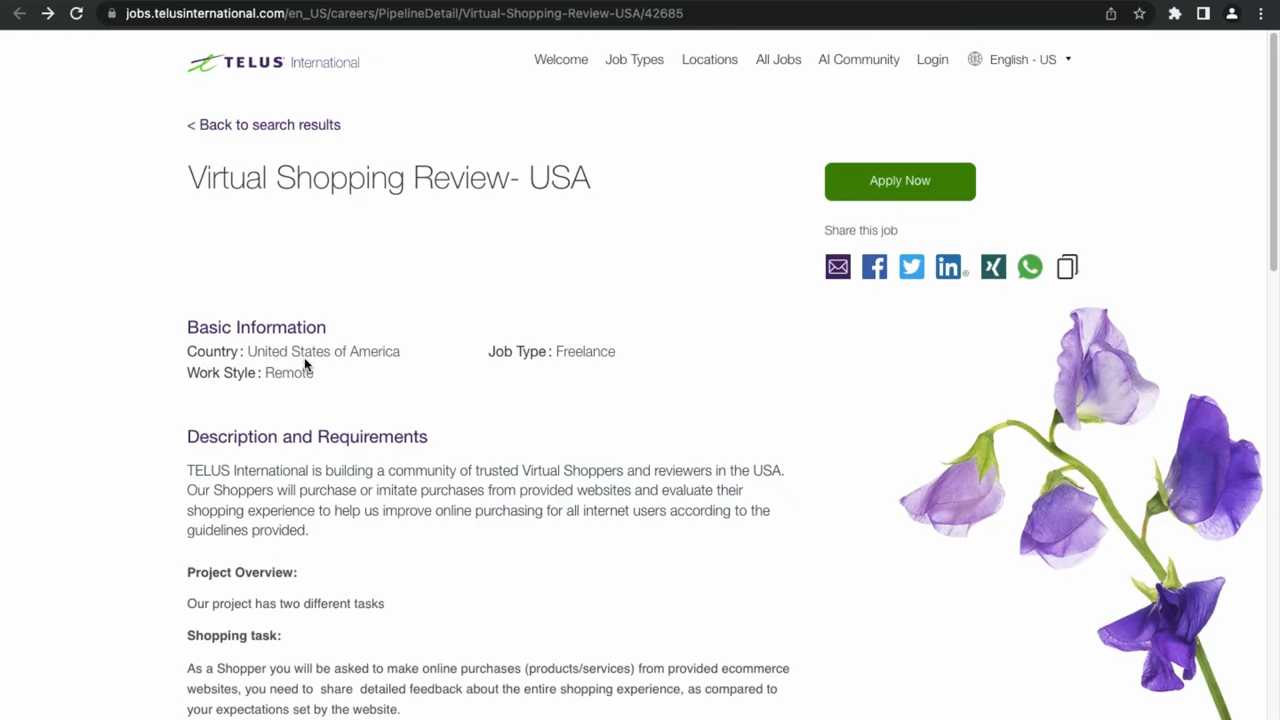 jobs.telusinternational.com/en_US/careers/PipelineDetail/Virtual-Shopping-Review-USA/42685
TELUS International
Welcome Job Types Locations All Jobs AI Community Login English - US
< Back to search results
Virtual Shopping Review- USA
Apply Now
Share this job
Basic Information
Country : United States of America Job Type : Freelance
Work Style : Remote
Description and Requirements
TELUS International is building a community of trusted Virtual Shoppers and reviewers in the USA.
Our Shoppers will purchase or imitate purchases from provided websites and evaluate their
shopping experience to help us improve online purchasing for all internet users according to the
guidelines provided.
Project Overview:
Our project has two different tasks
Shopping task:
As a Shopper you will be asked to make online purchases (products/services) from provided ecommerce
websites, you need to share detailed feedback about the entire shopping experience, as compared to
your expectations set by the website.